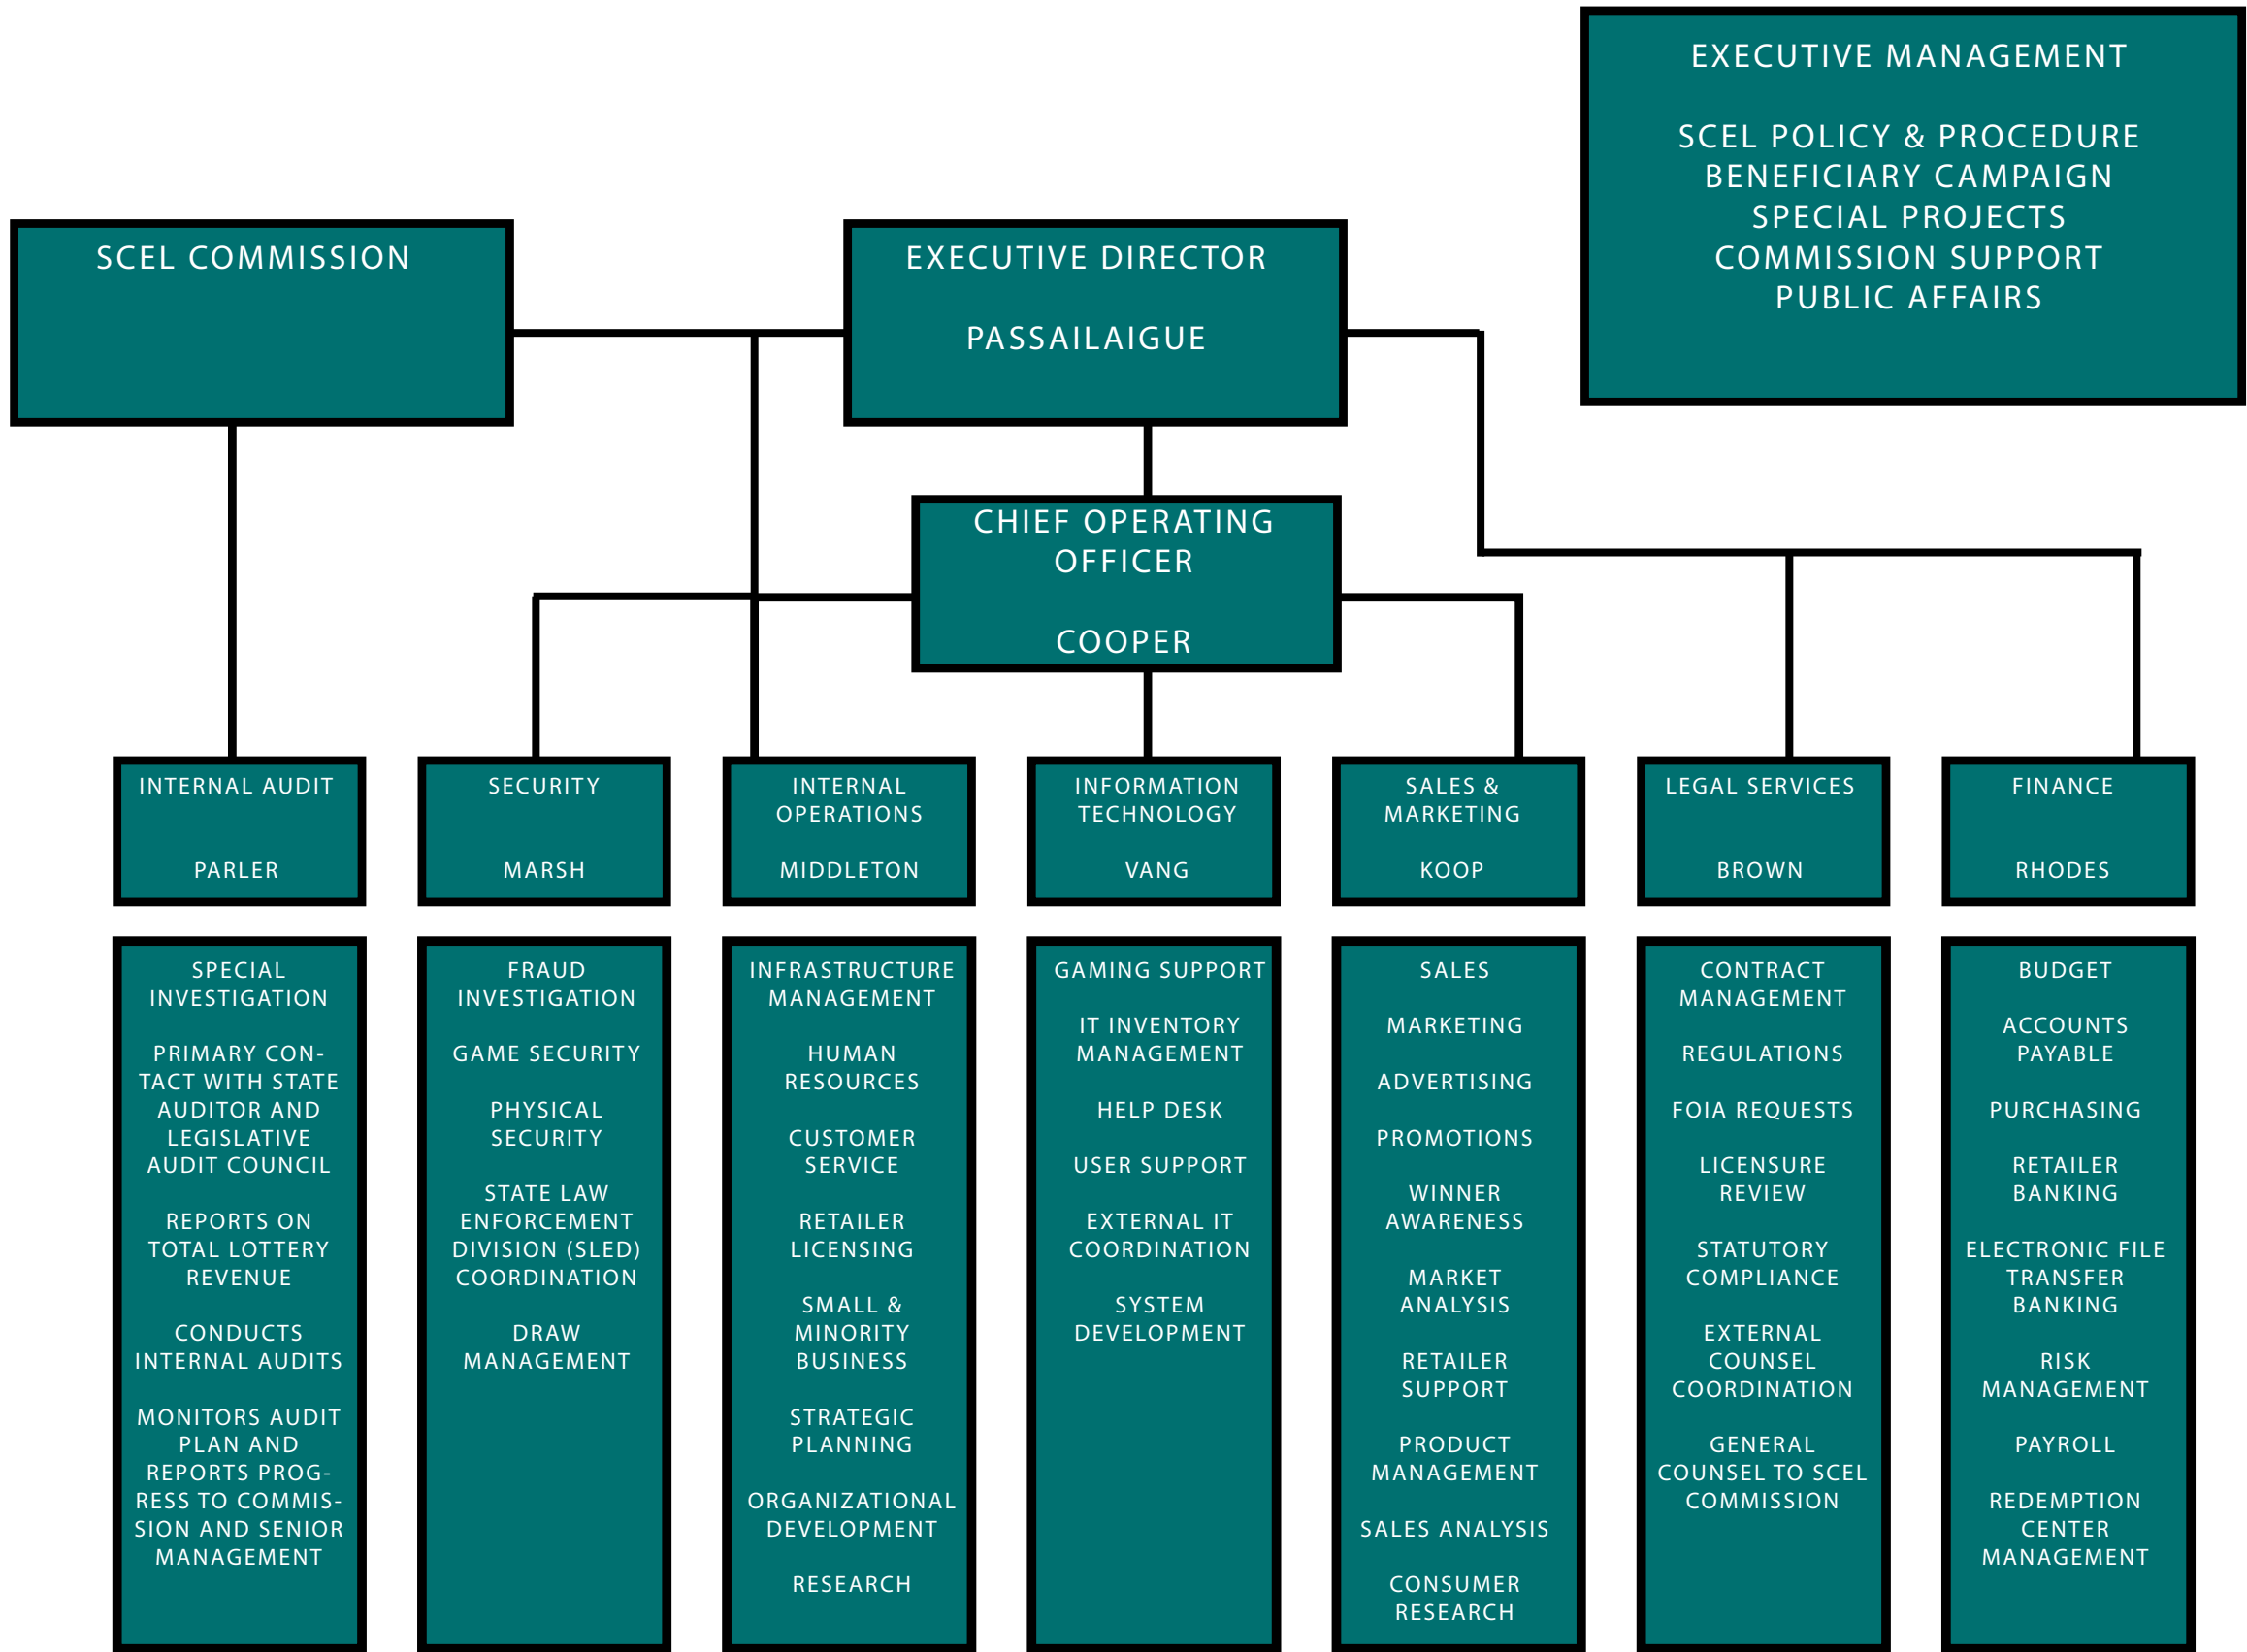 EXECUTIVE MANAGEMENT
SCEL POLICY & PROCEDURE
BENEFICIARY CAMPAIGN
SPECIAL PROJECTS
COMMISSION SUPPORT
PUBLIC AFFAIRS
SCEL COMMISSION
EXECUTIVE DIRECTOR
PASSAILAIGUE
CHIEF OPERATING
OFFICER
COOPER
INTERNAL AUDIT
PARLER
SECURITY
MARSH
INTERNAL
OPERATIONS
MIDDLETON
INFORMATION
TECHNOLOGY
VANG
SALES &
MARKETING
KOOP
LEGAL SERVICES
BROWN
FINANCE
RHODES
SPECIAL
INVESTIGATION
PRIMARY CON-
TACT WITH STATE
AUDITOR AND
LEGISLATIVE
AUDIT COUNCIL
REPORTS ON
TOTAL LOTTERY
REVENUE
CONDUCTS
INTERNAL AUDITS
MONITORS AUDIT
PLAN AND
REPORTS PROG-
RESS TO COMMIS-
SION AND SENIOR
MANAGEMENT
FRAUD
INVESTIGATION
GAME SECURITY
PHYSICAL
SECURITY
STATE LAW
ENFORCEMENT
DIVISION (SLED)
COORDINATION
DRAW
MANAGEMENT
INFRASTRUCTURE
MANAGEMENT
HUMAN
RESOURCES
CUSTOMER
SERVICE
RETAILER
LICENSING
SMALL &
MINORITY
BUSINESS
STRATEGIC
PLANNING
ORGANIZATIONAL
DEVELOPMENT
RESEARCH
GAMING SUPPORT
IT INVENTORY
MANAGEMENT
HELP DESK
USER SUPPORT
EXTERNAL IT
COORDINATION
SYSTEM
DEVELOPMENT
SALES
MARKETING
ADVERTISING
PROMOTIONS
WINNER
AWARENESS
MARKET
ANALYSIS
RETAILER
SUPPORT
PRODUCT
MANAGEMENT
SALES ANALYSIS
CONSUMER
RESEARCH
CONTRACT
MANAGEMENT
REGULATIONS
FOIA REQUESTS
LICENSURE
REVIEW
STATUTORY
COMPLIANCE
EXTERNAL
COUNSEL
COORDINATION
GENERAL
COUNSEL TO SCEL
COMMISSION
BUDGET
ACCOUNTS
PAYABLE
PURCHASING
RETAILER
BANKING
ELECTRONIC FILE
TRANSFER
BANKING
RISK
MANAGEMENT
PAYROLL
REDEMPTION
CENTER
MANAGEMENT